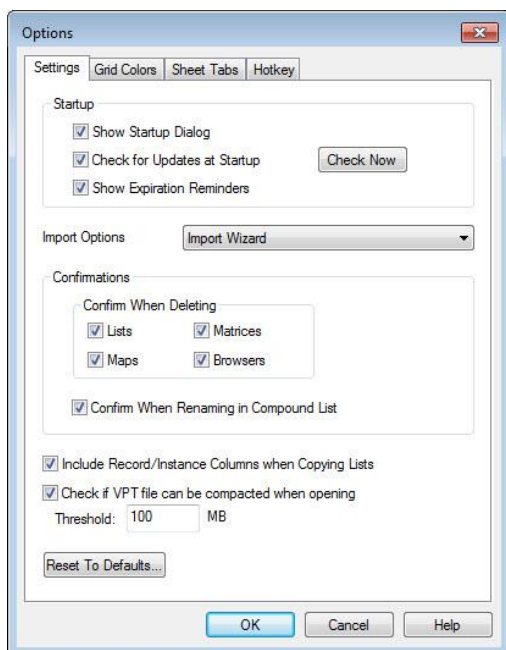 Options
Settings Grid Colors Sheet Tabs Hotkey
Startup
Show Startup Dialog
Check for Updates at Startup Check Now
Show Expiration Reminders
Import Options Import Wizard
Confirmations
Confirm When Deleting
Lists Matrices
Maps Browsers
Confirm When Renaming in Compound List
Include Record/Instance Columns when Copying Lists
Check if VPT file can be compacted when opening
Threshold: 100 MB
Reset To Defaults...
OK Cancel Help